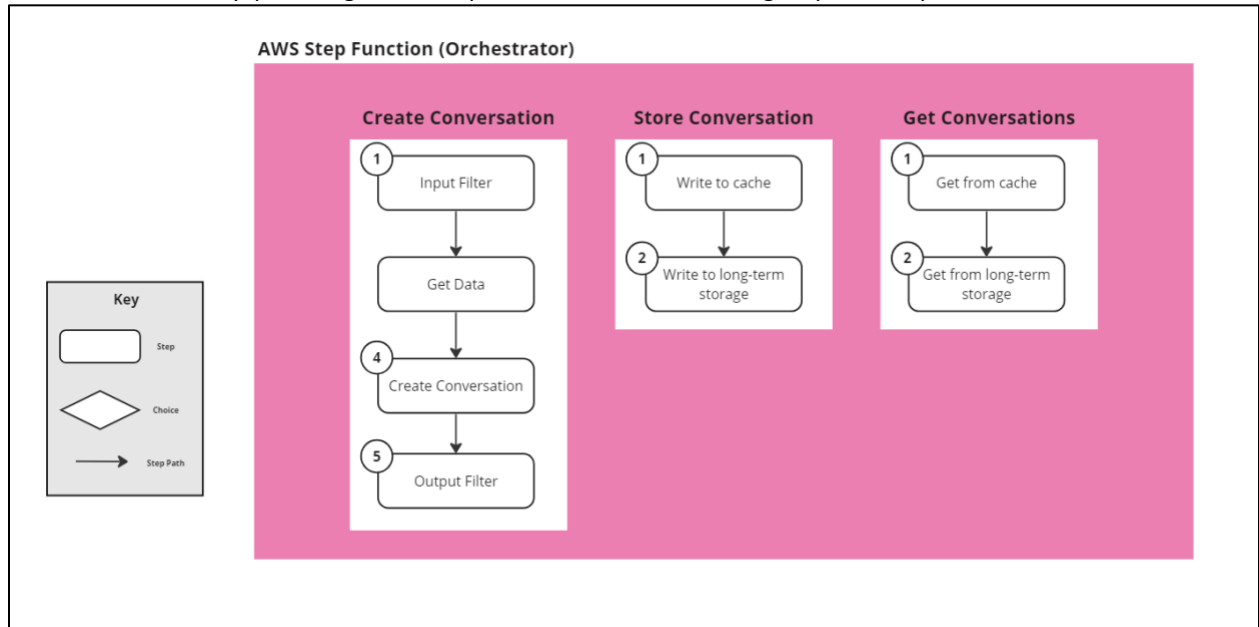 AWS Step Function (Orchestrator)
Create Conversation
Store Conversation
Get Conversations
1
Input Filter
Get Data
4
Create Conversation
5
Output Filter
1
Write to cache
2
Write to long-term
storage
1
Get from cache
2
Get from long-term
storage
Key
Step
Choice
Step Path